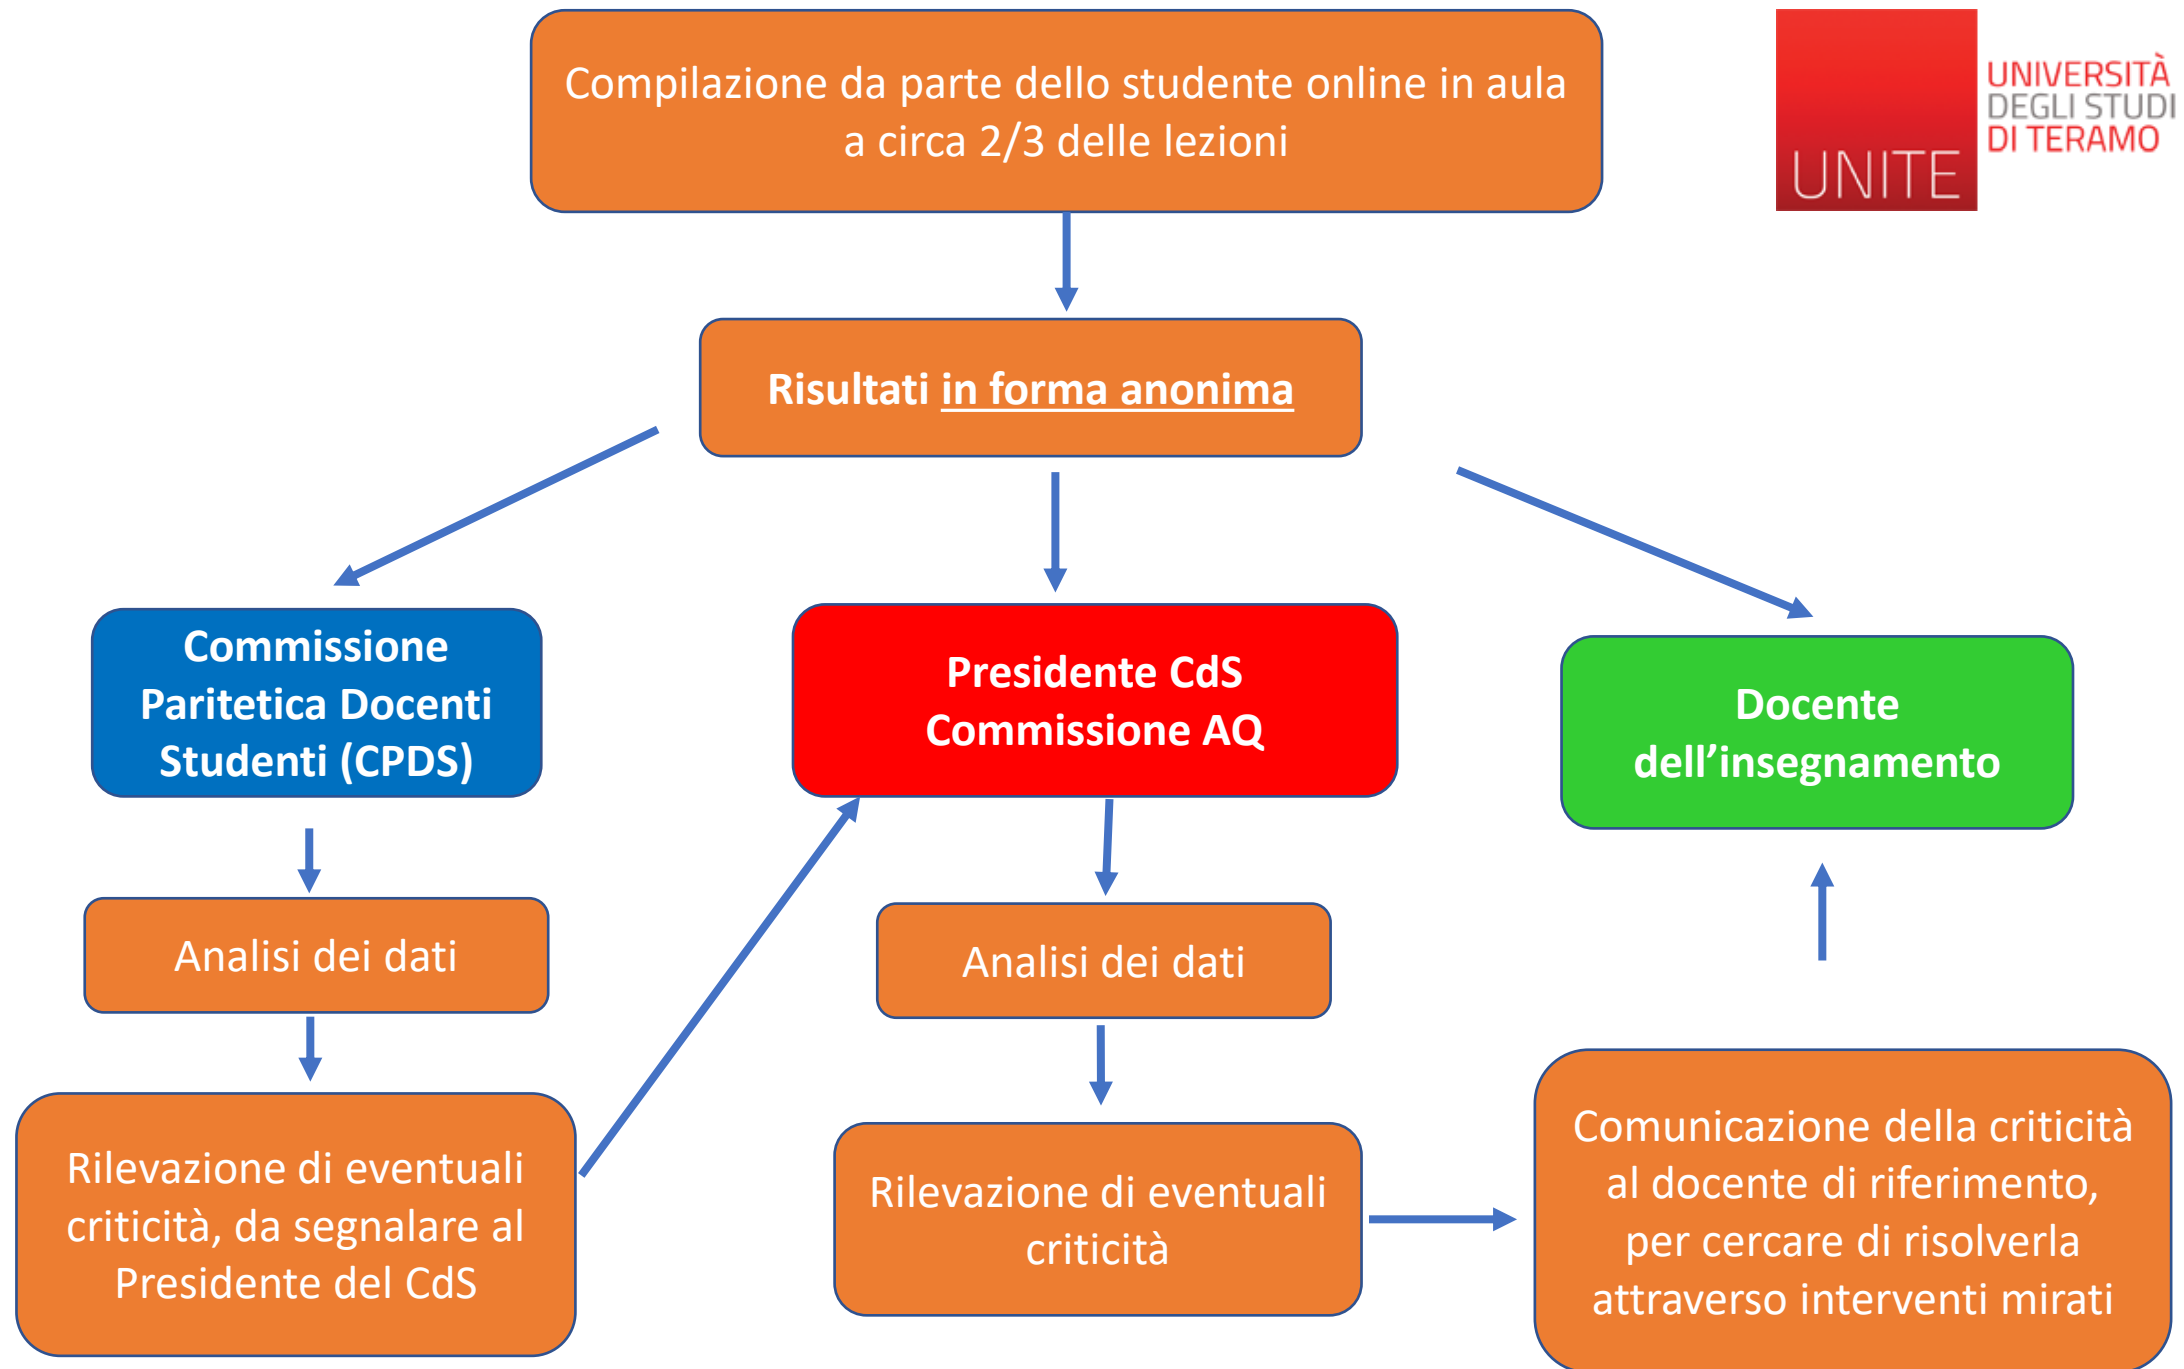 Compilazione da parte dello studente online in aula
a circa 2/3 delle lezioni
UNITE
UNIVERSITÀ
DEGLI STUDI
DI TERAMO
Risultati in forma anonima
Commissione
Paritetica Docenti
Studenti (CPDS)
Presidente CdS
Commissione AQ
Docente
dell’insegnamento
Analisi dei dati
Analisi dei dati
Rilevazione di eventuali
criticità, da segnalare al
Presidente del CdS
Rilevazione di eventuali
criticità
Comunicazione della criticità
al docente di riferimento,
per cercare di risolverla
attraverso interventi mirati